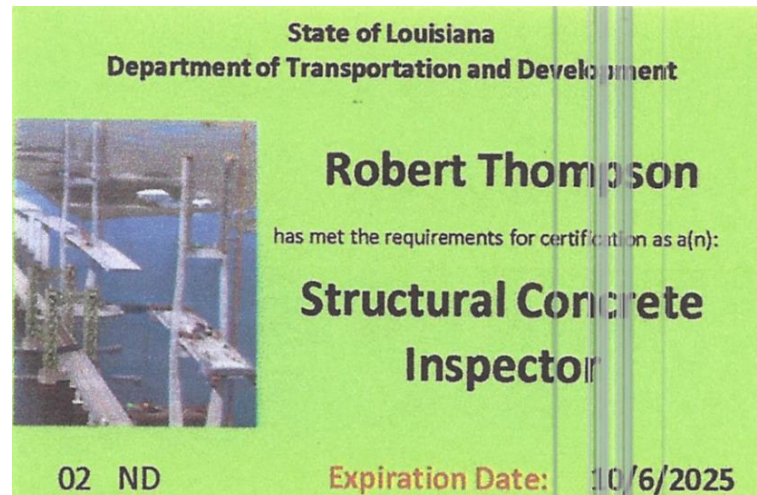 State of Louisiana
Department of Transportation and Development
Robert Thompson
has met the requirements for certification as a(n):
Structural Concrete
Inspector
02 ND
Expiration Date: 10/6/2025